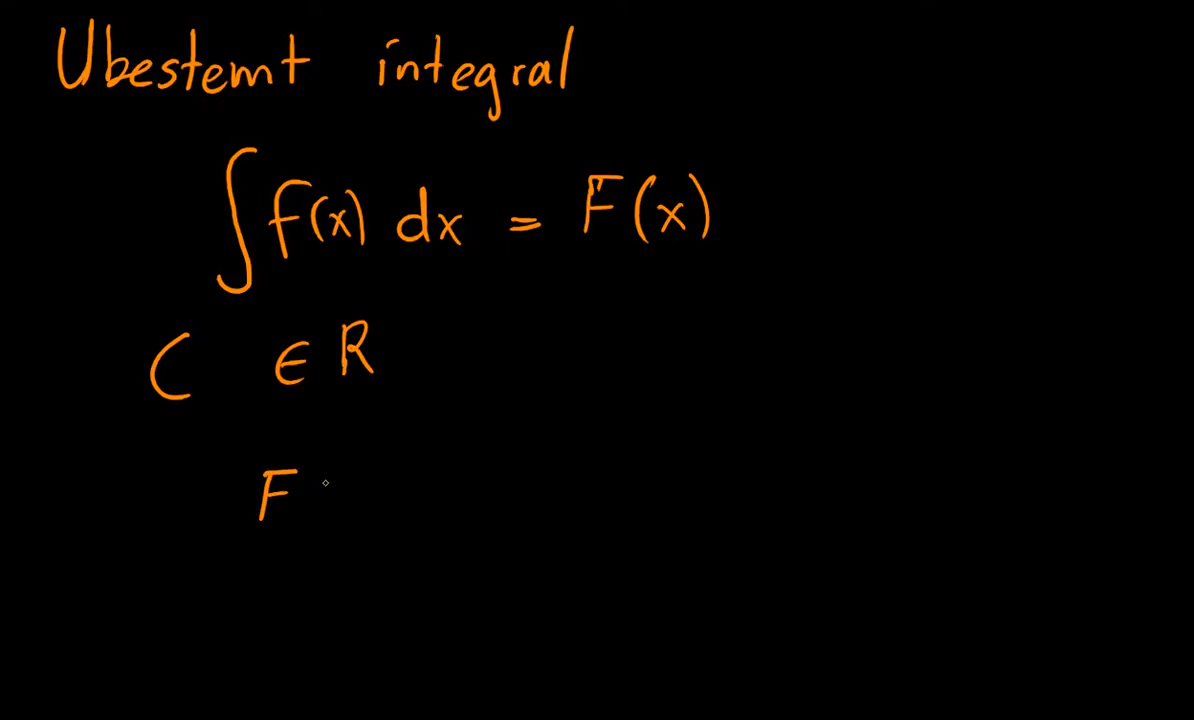 Ubestemt integral
∫f(x) dx = F(x)
C ∈ R
F